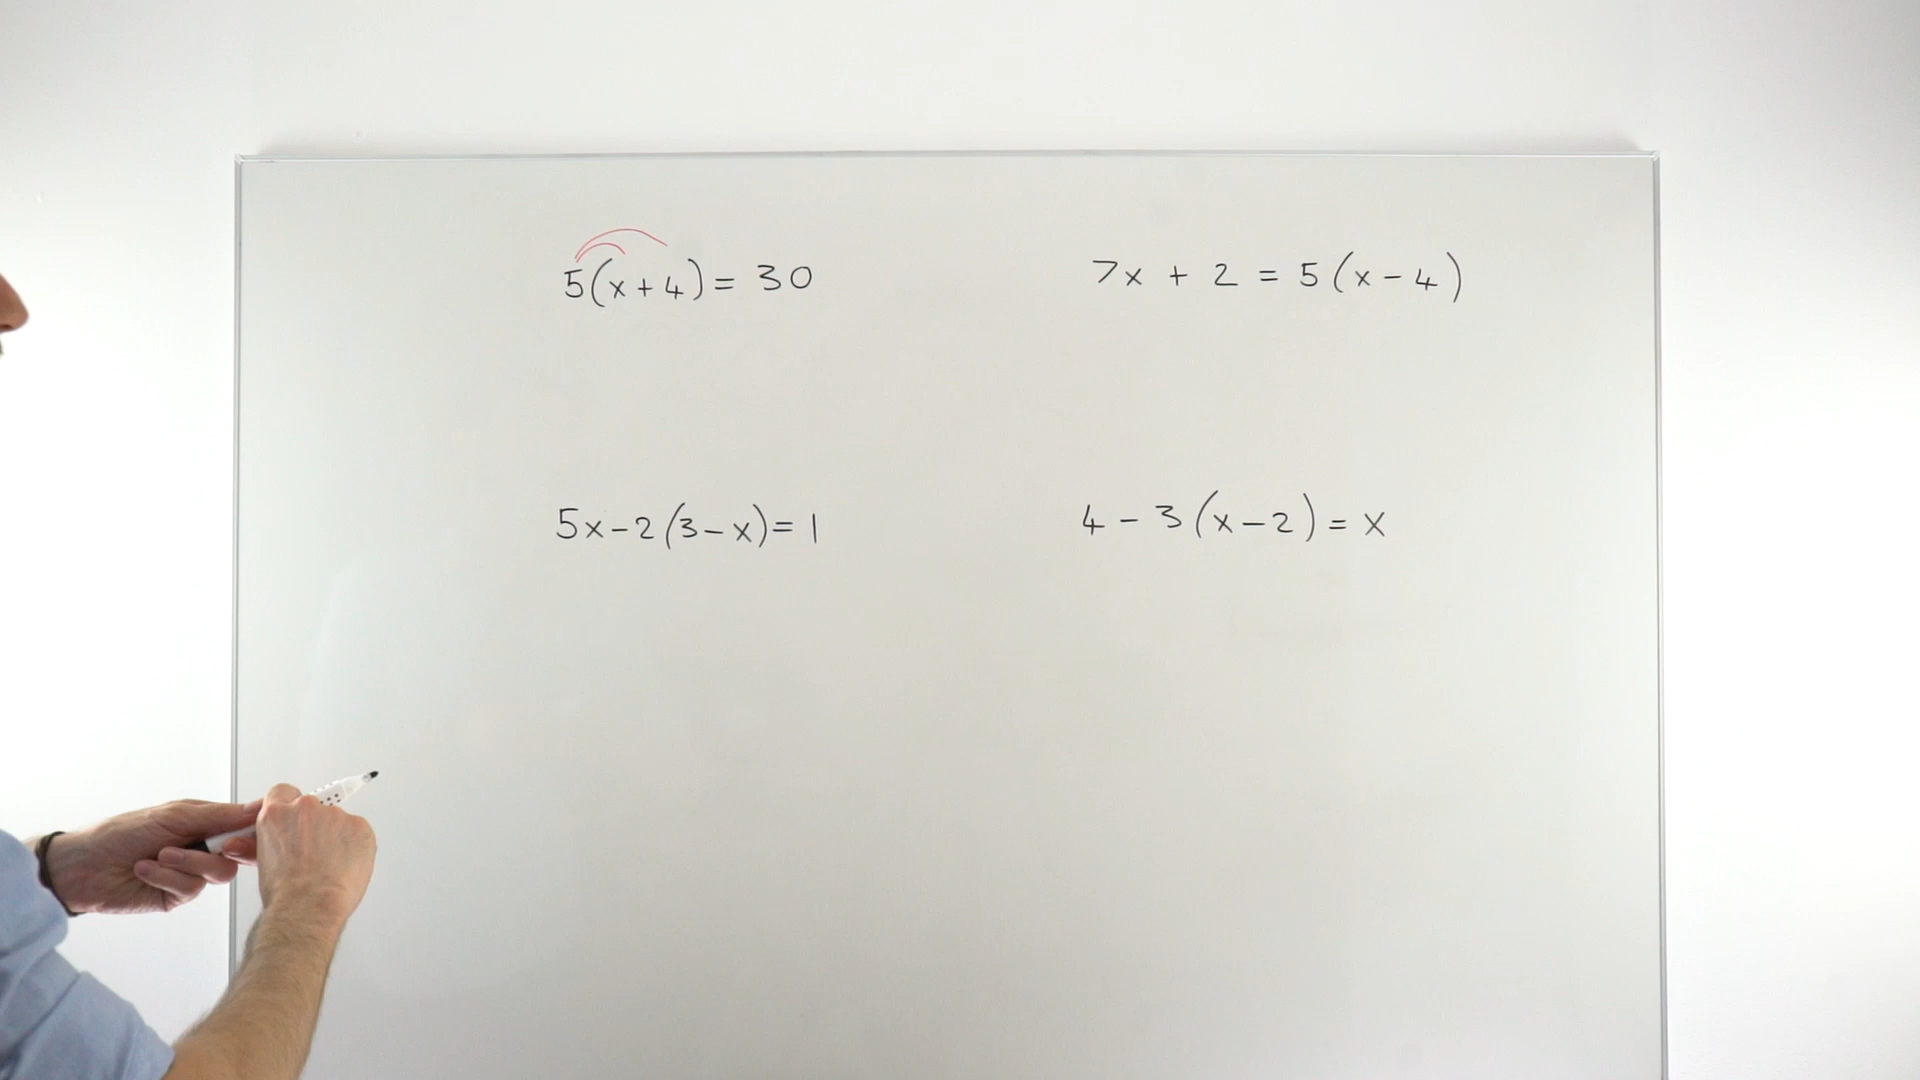 5(x+4)= 30
7x + 2 = 5(x-4)
5x-2(3-x)= 1
4-3(x-2)= x